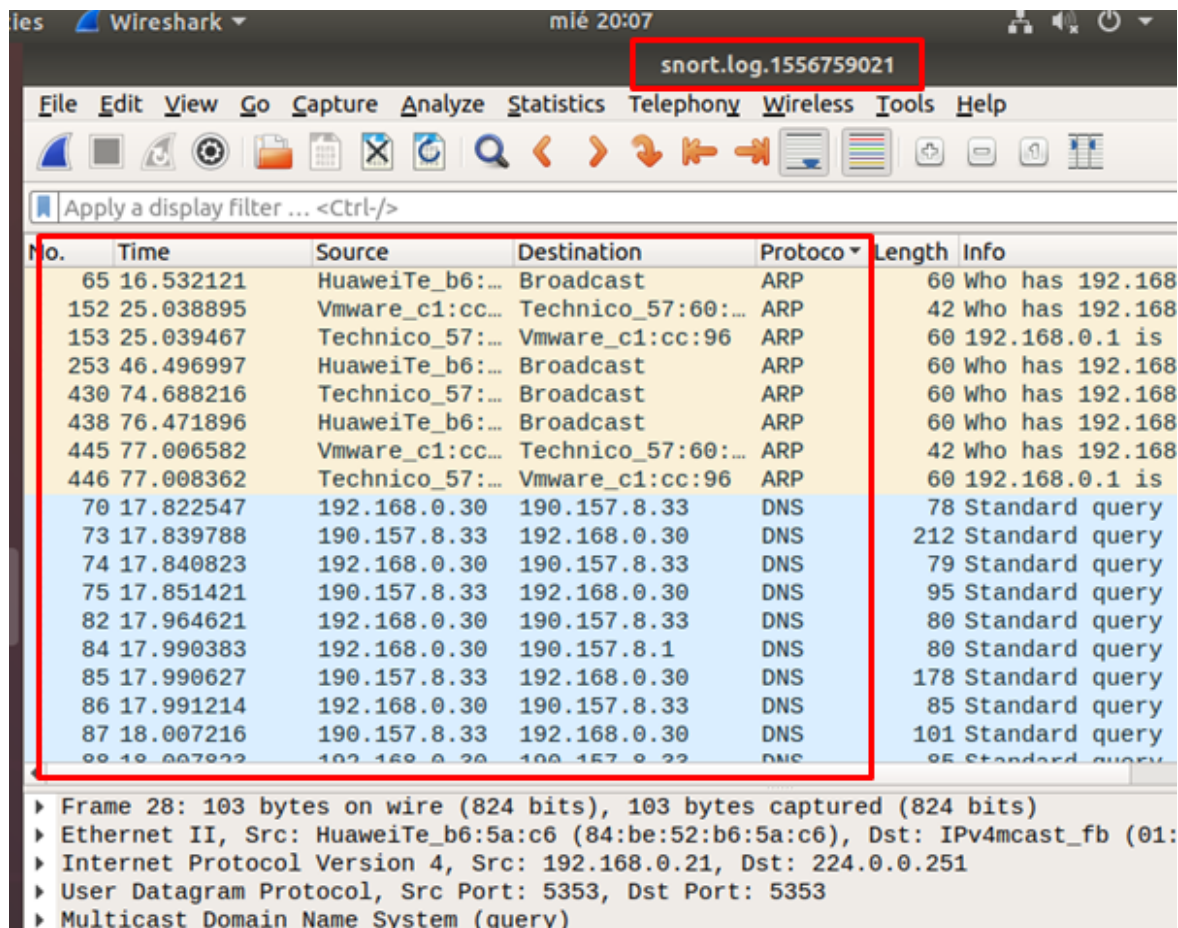 ies Wireshark mié 20:07
snort.log.1556759021
File Edit View Go Capture Analyze Statistics Telephony Wireless Tools Help
Apply a display filter ... <Ctrl-/>
No. Time Source Destination Protoco Length Info
65 16.532121 HuaweiTe_b6:… Broadcast ARP 60 Who has 192.168
152 25.038895 Vmware_c1:cc… Technico_57:60:… ARP 42 Who has 192.168
153 25.039467 Technico_57:… Vmware_c1:cc:96 ARP 60 192.168.0.1 is
253 46.496997 HuaweiTe_b6:… Broadcast ARP 60 Who has 192.168
430 74.688216 Technico_57:… Broadcast ARP 60 Who has 192.168
438 76.471896 HuaweiTe_b6:… Broadcast ARP 60 Who has 192.168
445 77.006582 Vmware_c1:cc… Technico_57:60:… ARP 42 Who has 192.168
446 77.008362 Technico_57:… Vmware_c1:cc:96 ARP 60 192.168.0.1 is
70 17.822547 192.168.0.30 190.157.8.33 DNS 78 Standard query
73 17.839788 190.157.8.33 192.168.0.30 DNS 212 Standard query
74 17.840823 192.168.0.30 190.157.8.33 DNS 79 Standard query
75 17.851421 190.157.8.33 192.168.0.30 DNS 95 Standard query
82 17.964621 192.168.0.30 190.157.8.33 DNS 80 Standard query
84 17.990383 192.168.0.30 190.157.8.1 DNS 80 Standard query
85 17.990627 190.157.8.33 192.168.0.30 DNS 178 Standard query
86 17.991214 192.168.0.30 190.157.8.33 DNS 85 Standard query
87 18.007216 190.157.8.33 192.168.0.30 DNS 101 Standard query
88 18.007823 192.168.0.30 190.157.8.33 DNS 85 Standard query
Frame 28: 103 bytes on wire (824 bits), 103 bytes captured (824 bits)
Ethernet II, Src: HuaweiTe_b6:5a:c6 (84:be:52:b6:5a:c6), Dst: IPv4mcast_fb (01:
Internet Protocol Version 4, Src: 192.168.0.21, Dst: 224.0.0.251
User Datagram Protocol, Src Port: 5353, Dst Port: 5353
Multicast Domain Name System (query)